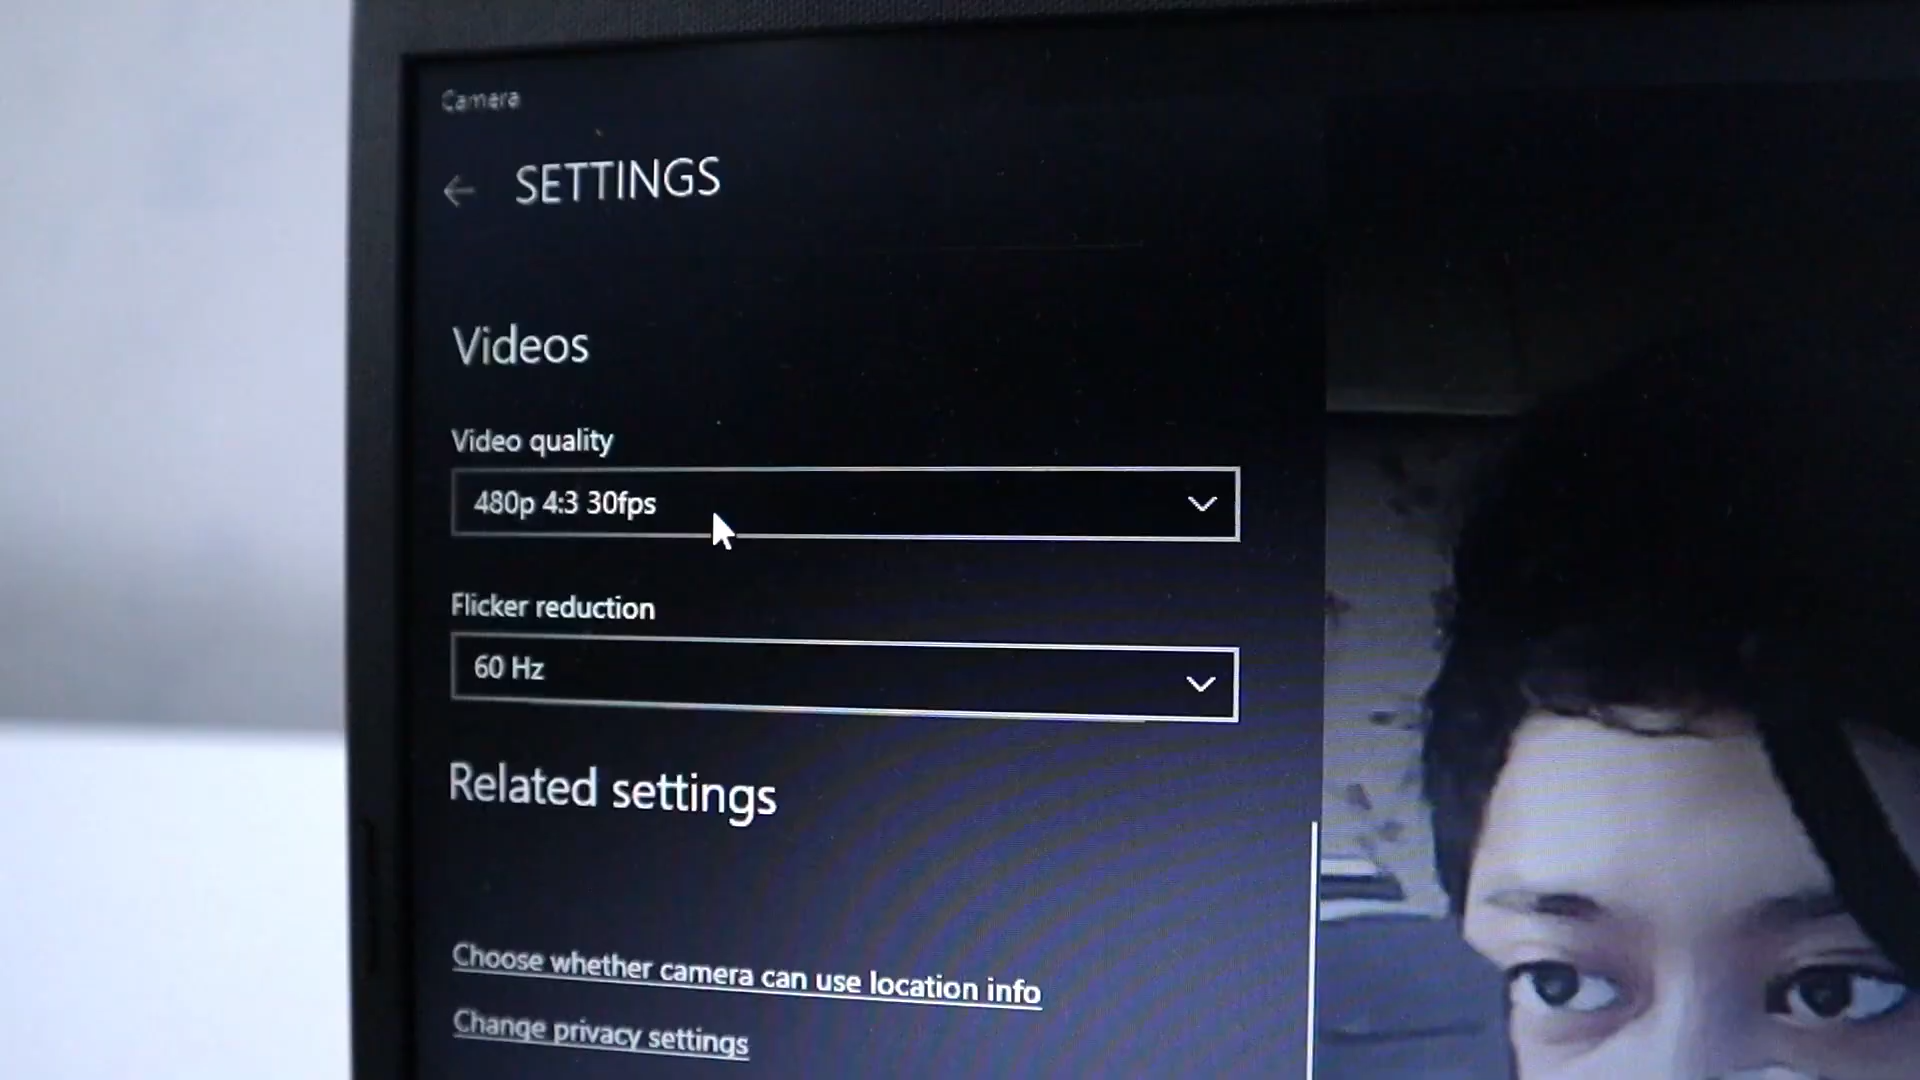 Camera
SETTINGS
Videos
Video quality
480p 4:3 30fps
Flicker reduction
60 Hz
Related settings
Choose whether camera can use location info
Change privacy settings